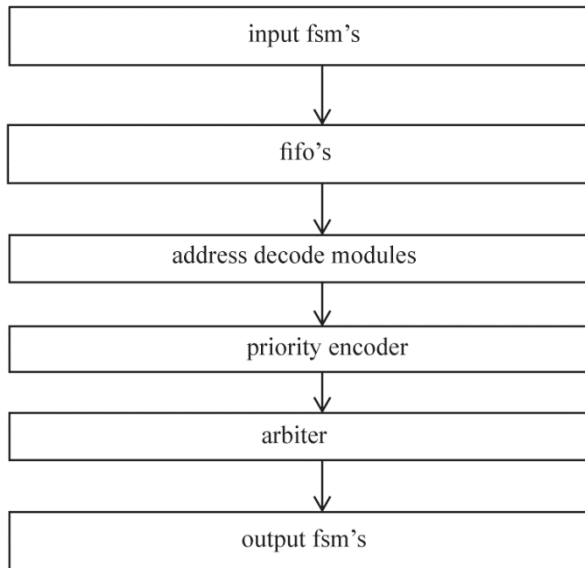 input fsm’s
fifo’s
address decode modules
priority encoder
arbiter
output fsm’s